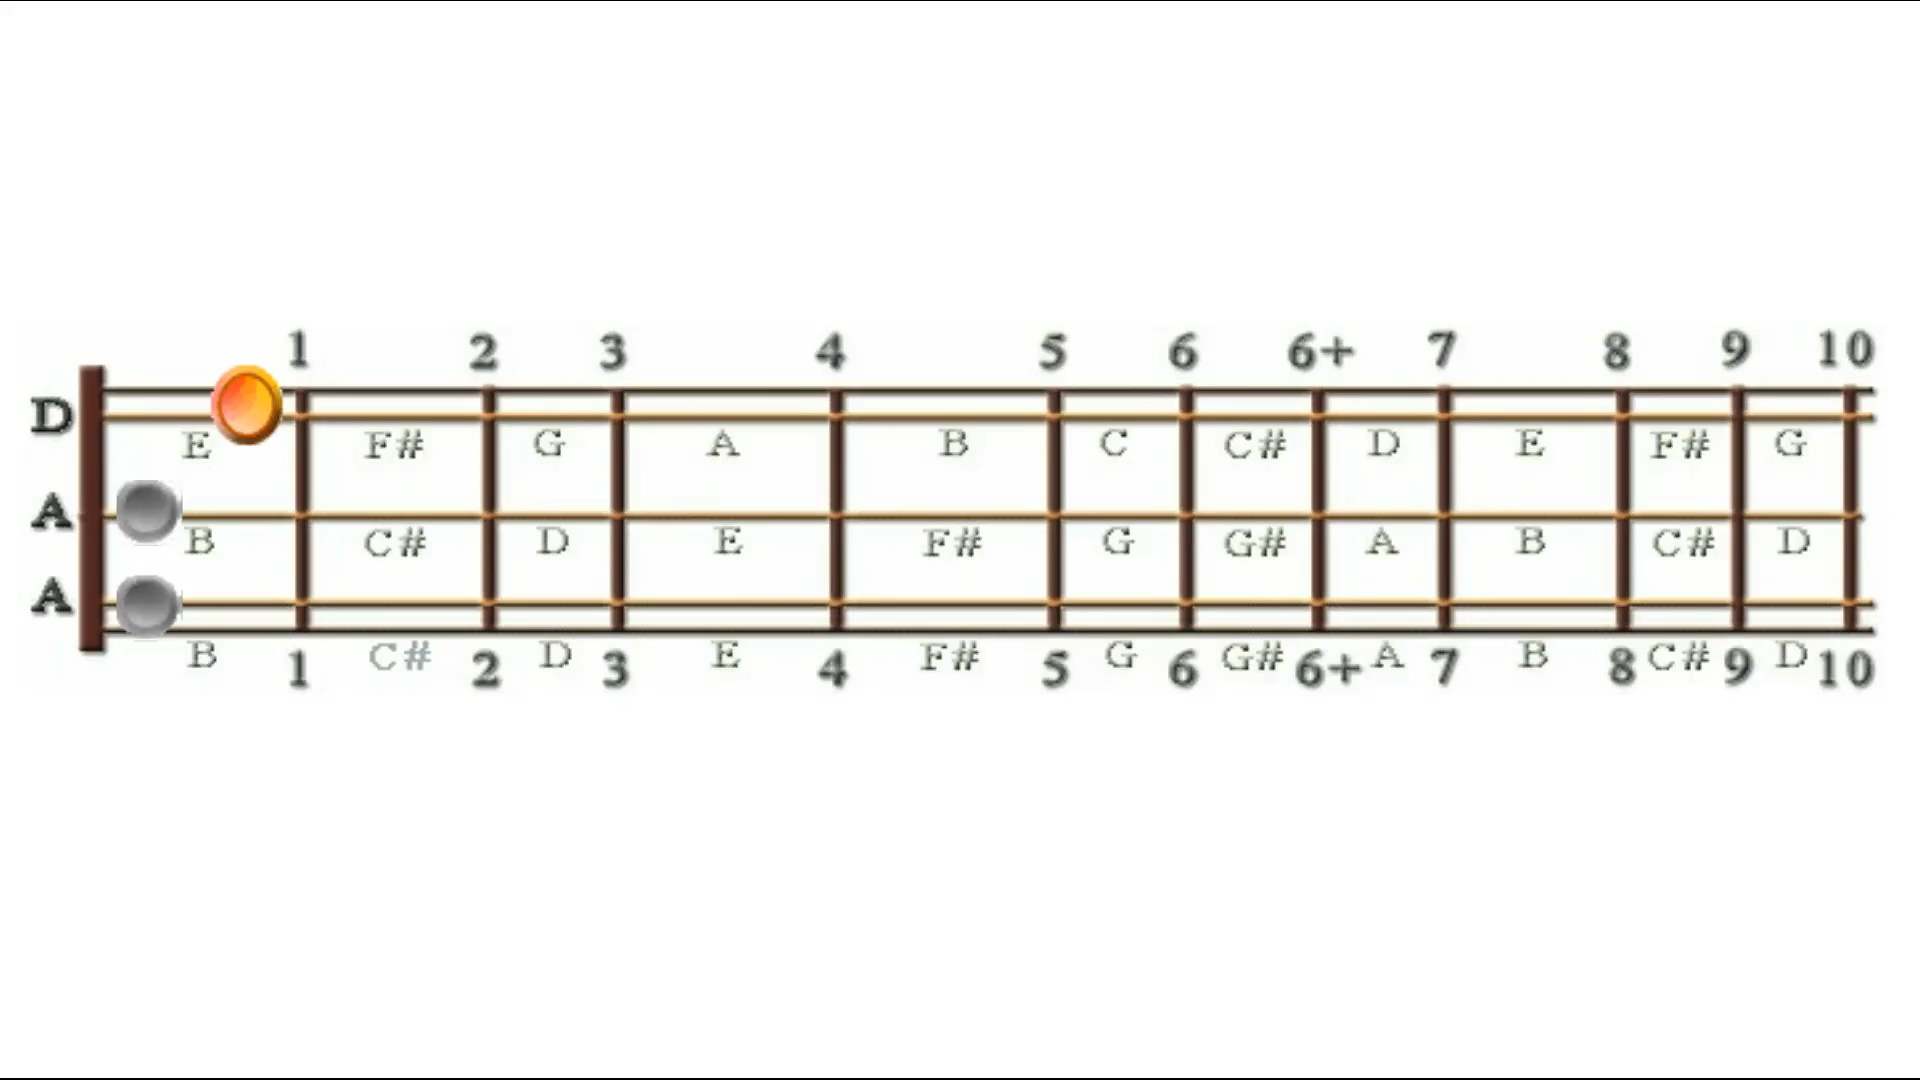 1 2 3 4 5 6 6+ 7 8 9 10
D
E F# G A B C C# D E F# G
A
B C# D E F# G G# A B C# D
A
B 1 C# 2 D 3 E 4 F# 5 G 6 G# 6+ A 7 B 8 C# 9 D 10